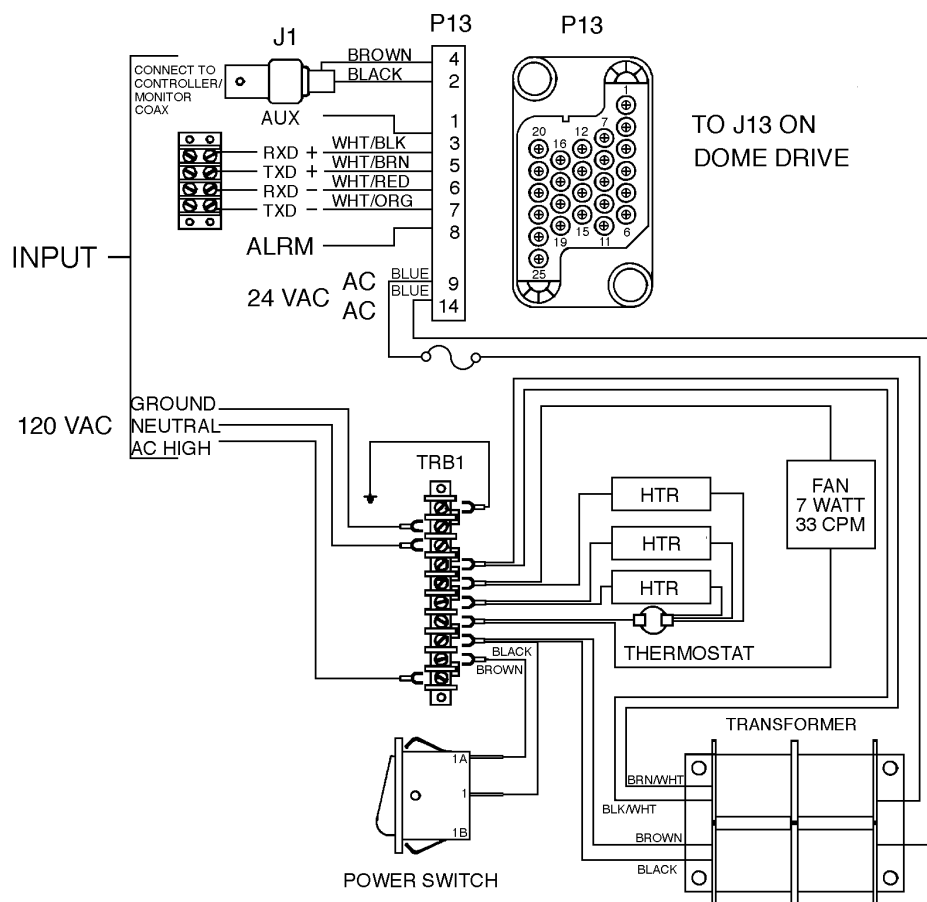 P13
P13
J1
BROWN
4
CONNECT TO
CONTROLLER/
MONITOR
COAX
BLACK
2
AUX
1
RXD + WHT/BLK 3
TXD + WHT/BRN 5
RXD - WHT/RED 6
TXD - WHT/ORG 7
ALRM
8
INPUT
24 VAC
AC BLUE 9
AC BLUE 14
1
7
12
20
16
15
6
19
11
25
TO J13 ON
DOME DRIVE
120 VAC
GROUND
NEUTRAL
AC HIGH
TRB1
HTR
HTR
HTR
THERMOSTAT
FAN
7 WATT
33 CPM
BLACK
BROWN
1A
1
1B
POWER SWITCH
TRANSFORMER
BRN/WHT
BLK/WHT
BROWN
BLACK